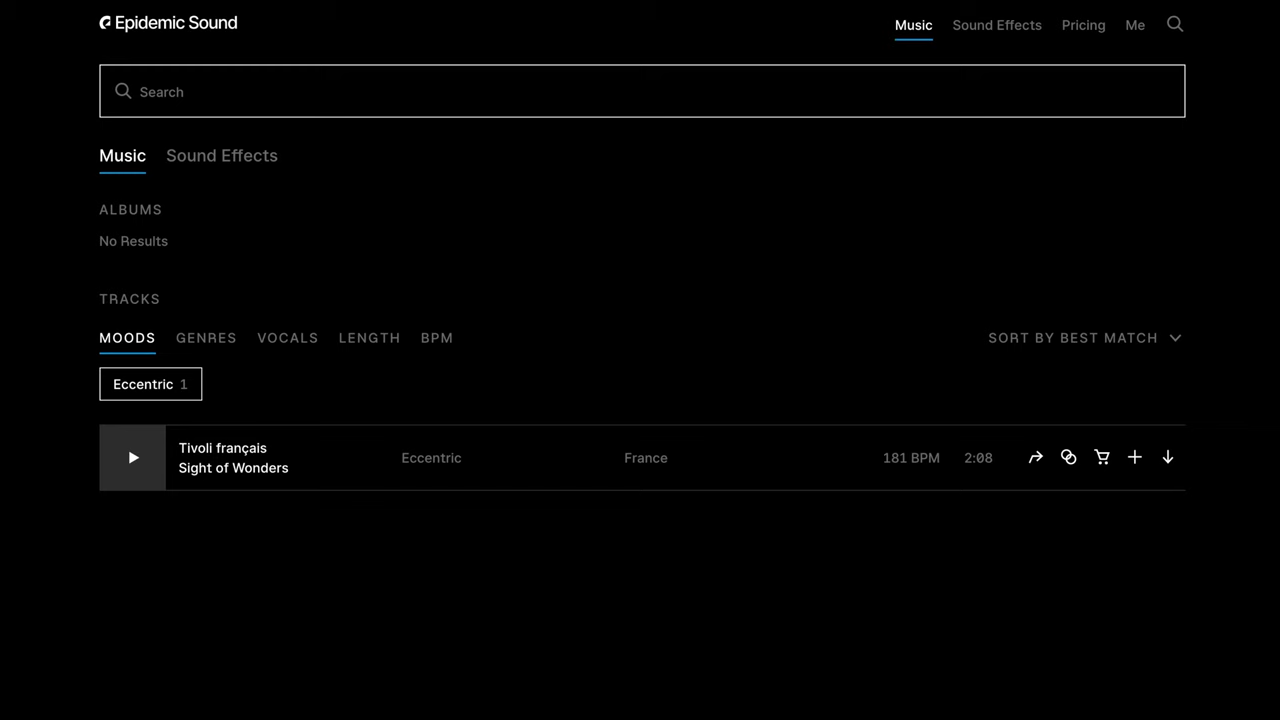 Epidemic Sound
Music Sound Effects Pricing Me
Search
Music Sound Effects
ALBUMS
No Results
TRACKS
MOODS GENRES VOCALS LENGTH BPM SORT BY BEST MATCH
Eccentric 1
Tivoli français
Sight of Wonders
Eccentric France 181 BPM 2:08